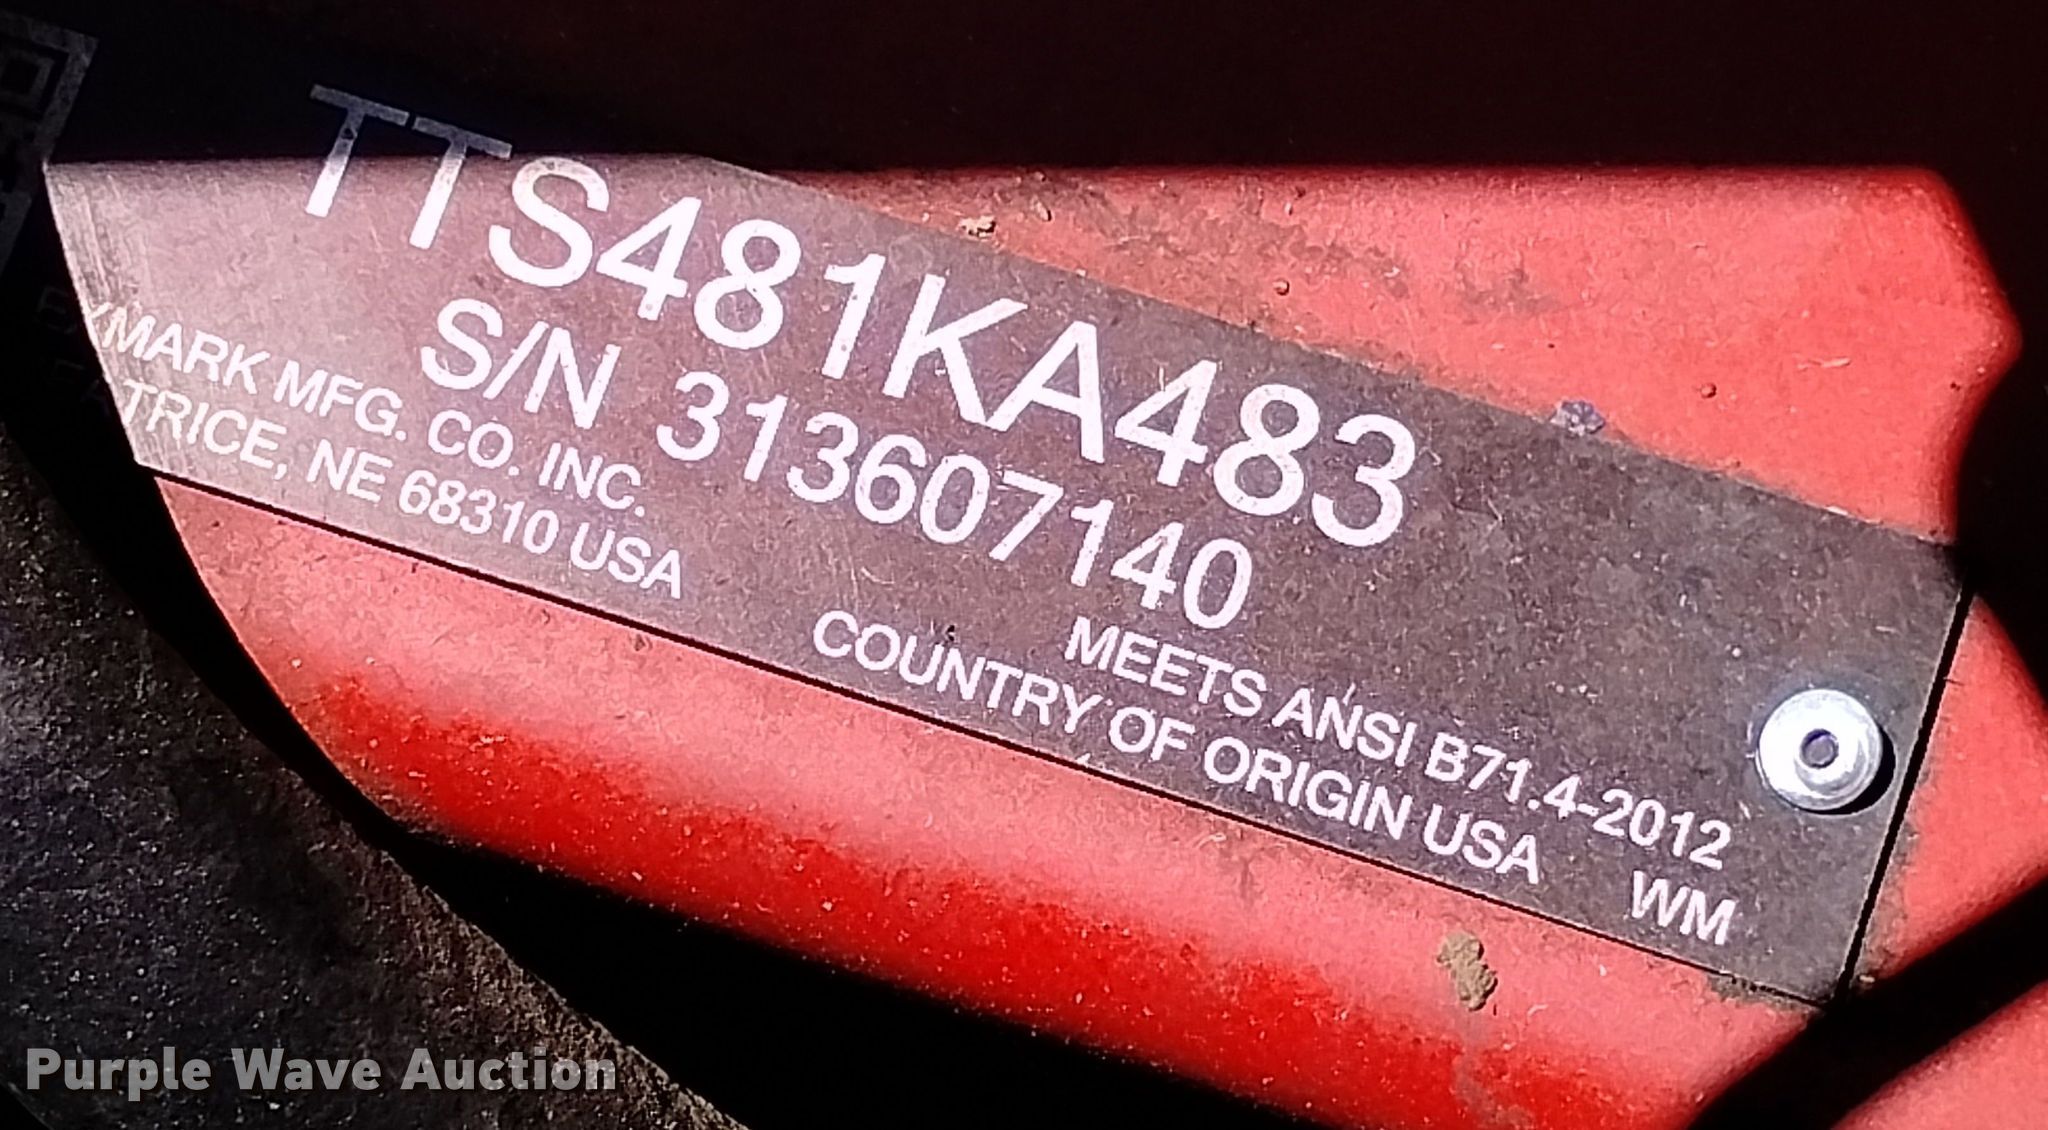 TTS481KA483
S/N 313607140
MARK MFG. CO. INC.
BEATRICE, NE 68310 USA
MEETS ANSI B71.4-2012
COUNTRY OF ORIGIN USA WM
Purple Wave Auction